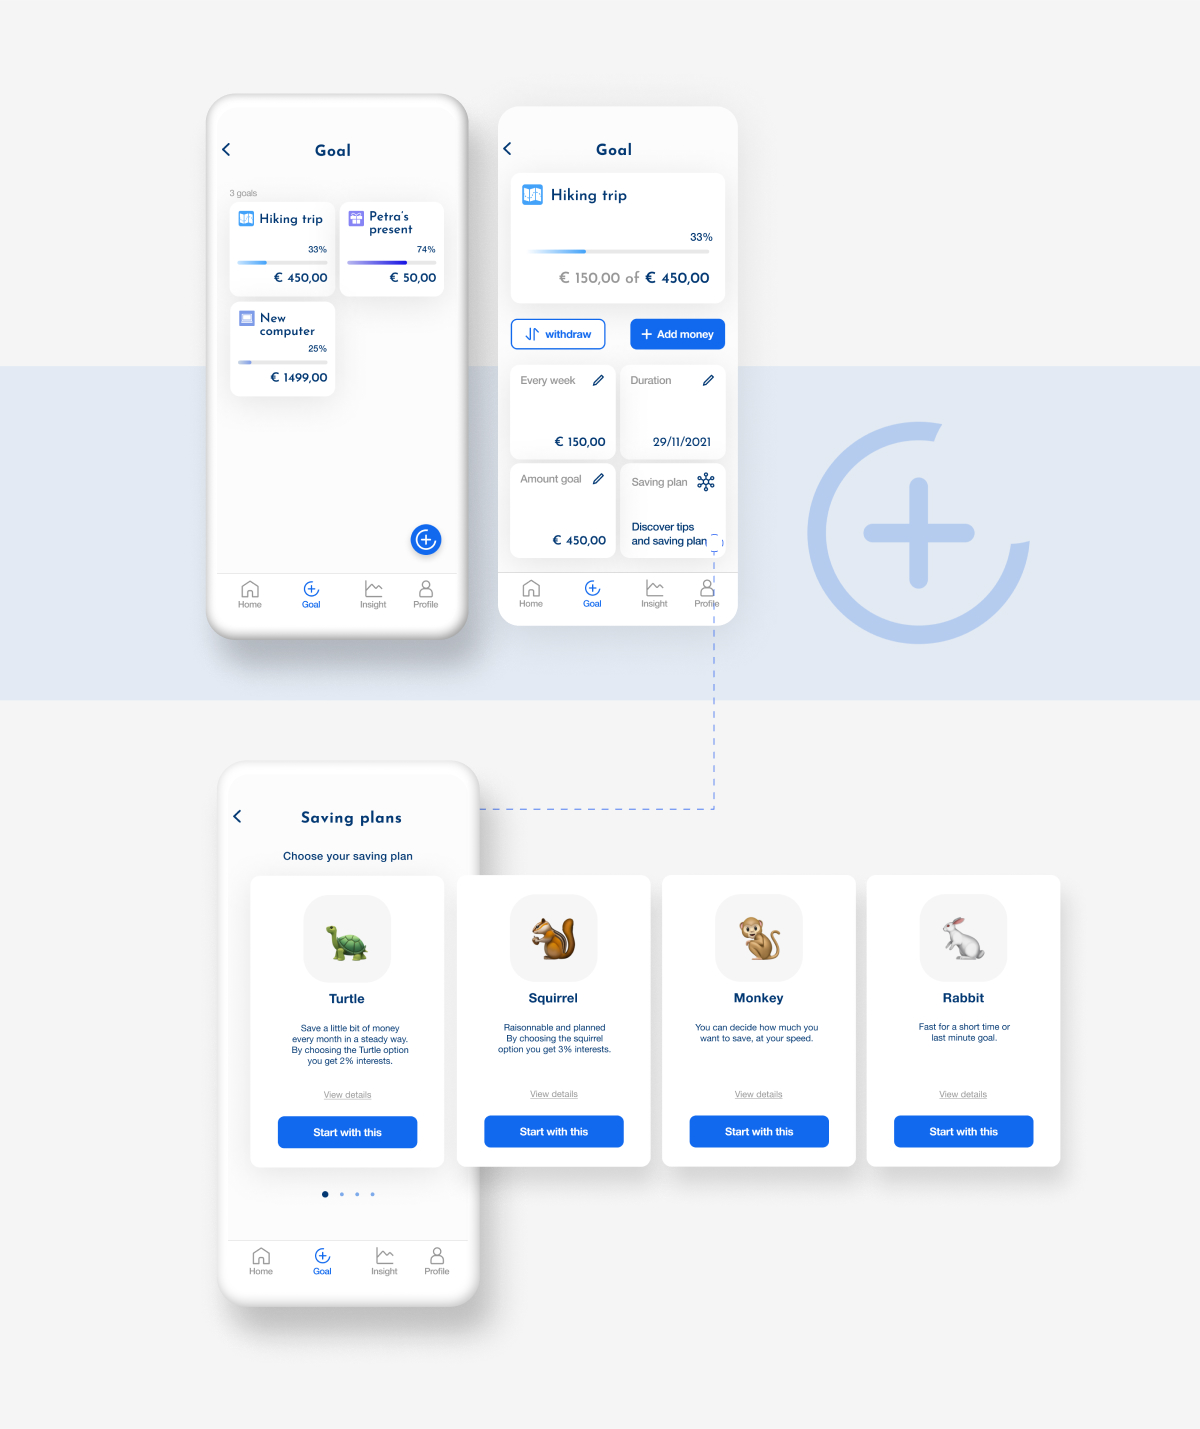 Goal
3 goals
Hiking trip
33%
€ 450,00
Petra's
present
74%
€ 50,00
New
computer
25%
€ 1499,00
Home
Goal
Insight
Profile
Goal
Hiking trip
33%
€ 150,00 of € 450,00
withdraw
Add money
Every week
€ 150,00
Duration
29/11/2021
Amount goal
€ 450,00
Saving plan
Discover tips
and saving plan
Home
Goal
Insight
Profile
Saving plans
Choose your saving plan
Turtle
Save a little bit of money
every month in a steady way.
By choosing the Turtle option
you get 2% interests.
View details
Start with this
Squirrel
Raisonnable and planned
By choosing the squirrel
option you get 3% interests.
View details
Start with this
Monkey
You can decide how much you
want to save, at your speed.
View details
Start with this
Rabbit
Fast for a short time or
last minute goal.
View details
Start with this
Home
Goal
Insight
Profile